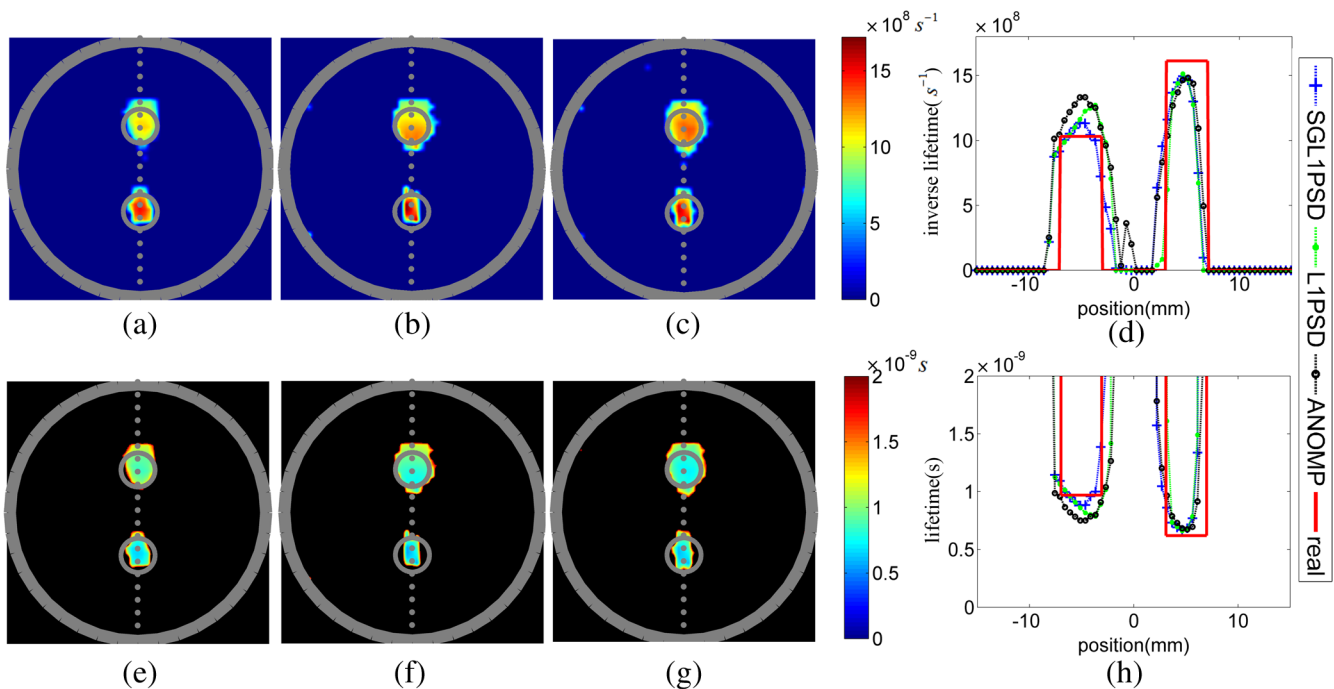 × 10⁸ s⁻¹
15
10
5
0
(a)
(b)
(c)
× 10⁸
15
10
5
0
inverse lifetime( s⁻¹)
-10
0
10
position(mm)
(d)
× 10⁻⁹ s
2
1.5
1
0.5
0
(e)
(f)
(g)
× 10⁻⁹
2
1.5
1
0.5
0
lifetime(s)
-10
0
10
position(mm)
(h)
SGL1PSD
L1PSD
ANOMP
real